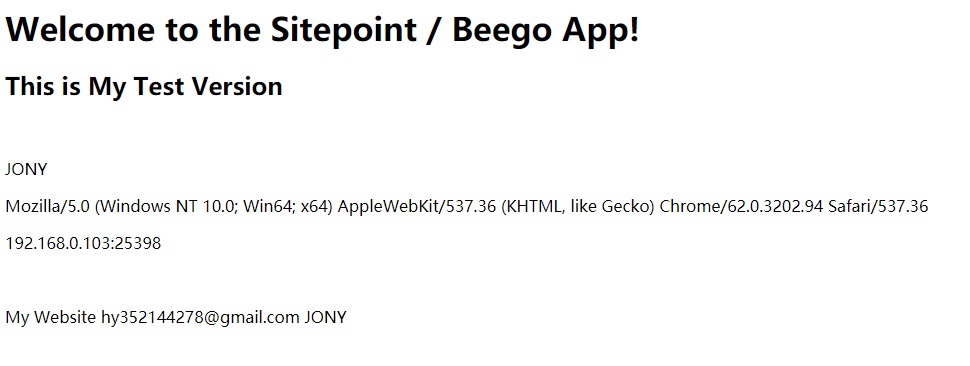 Welcome to the Sitepoint / Beego App!
This is My Test Version
JONY
Mozilla/5.0 (Windows NT 10.0; Win64; x64) AppleWebKit/537.36 (KHTML, like Gecko) Chrome/62.0.3202.94 Safari/537.36
192.168.0.103:25398
My Website hy352144278@gmail.com JONY